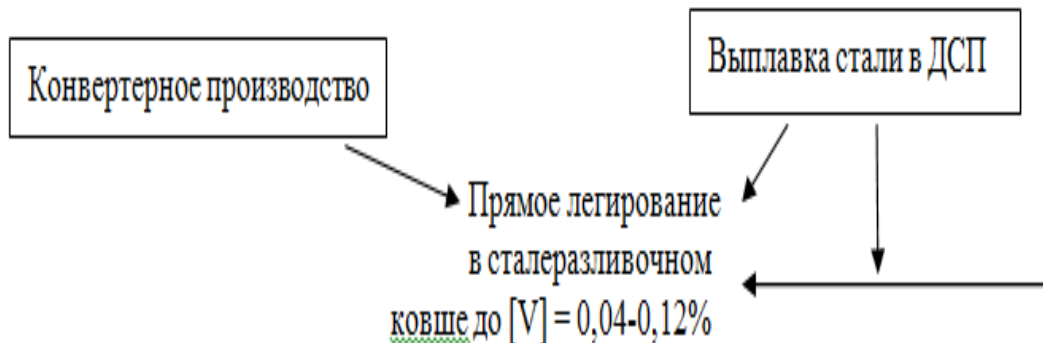 Конвертерное производство
Выплавка стали в ДСП
Прямое легирование
в сталеразливочном
ковше до [V] = 0,04-0,12%